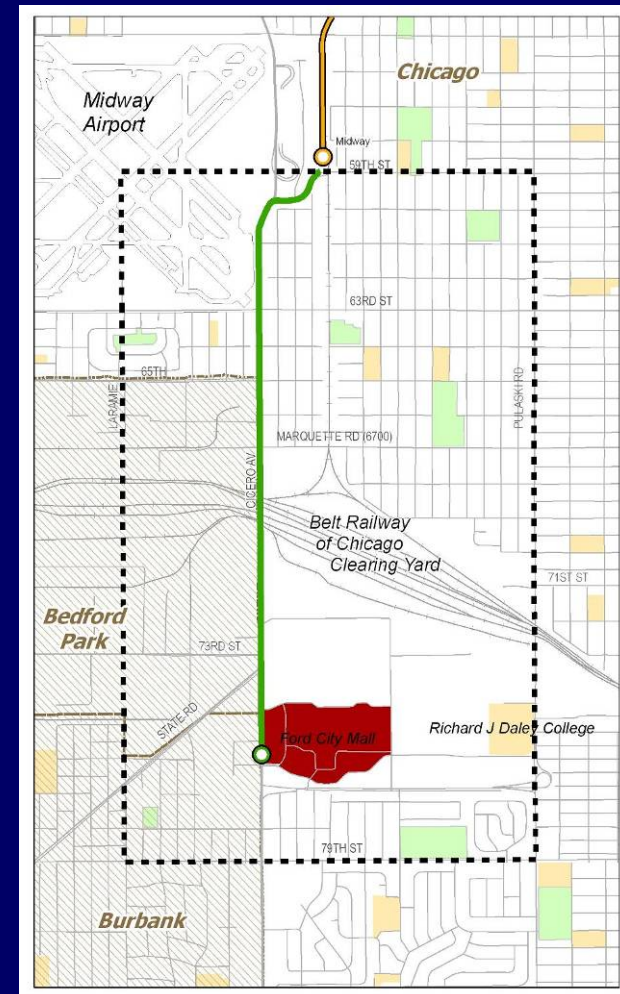 Chicago
Midway
Airport
Midway
59TH ST
63RD ST
65TH
LARAMIE
PULASKI RD
MARQUETTE RD (6700)
CICERO AV
Belt Railway
of Chicago
Clearing Yard
71ST ST
Bedford
Park
73RD ST
STATE RD
Ford City Mall
Richard J Daley College
79TH ST
Burbank